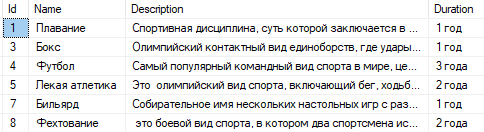 Id Name Description Duration
1 Плавание Спортивная дисциплина, суть которой заключается в ... 1 год
3 Бокс Олимпийский контактный вид единоборств, где удары... 1 год
4 Футбол Самый популярный командный вид спорта в мире, це... 3 года
5 Лекая атлетика Это олимпийский вид спорта, включающий бег, ходьб... 2 года
7 Бильярд Собирательное имя нескольких настольных игр с раз... 1 год
8 Фехтование это боевой вид спорта, в котором два спортсмена ис... 2 года